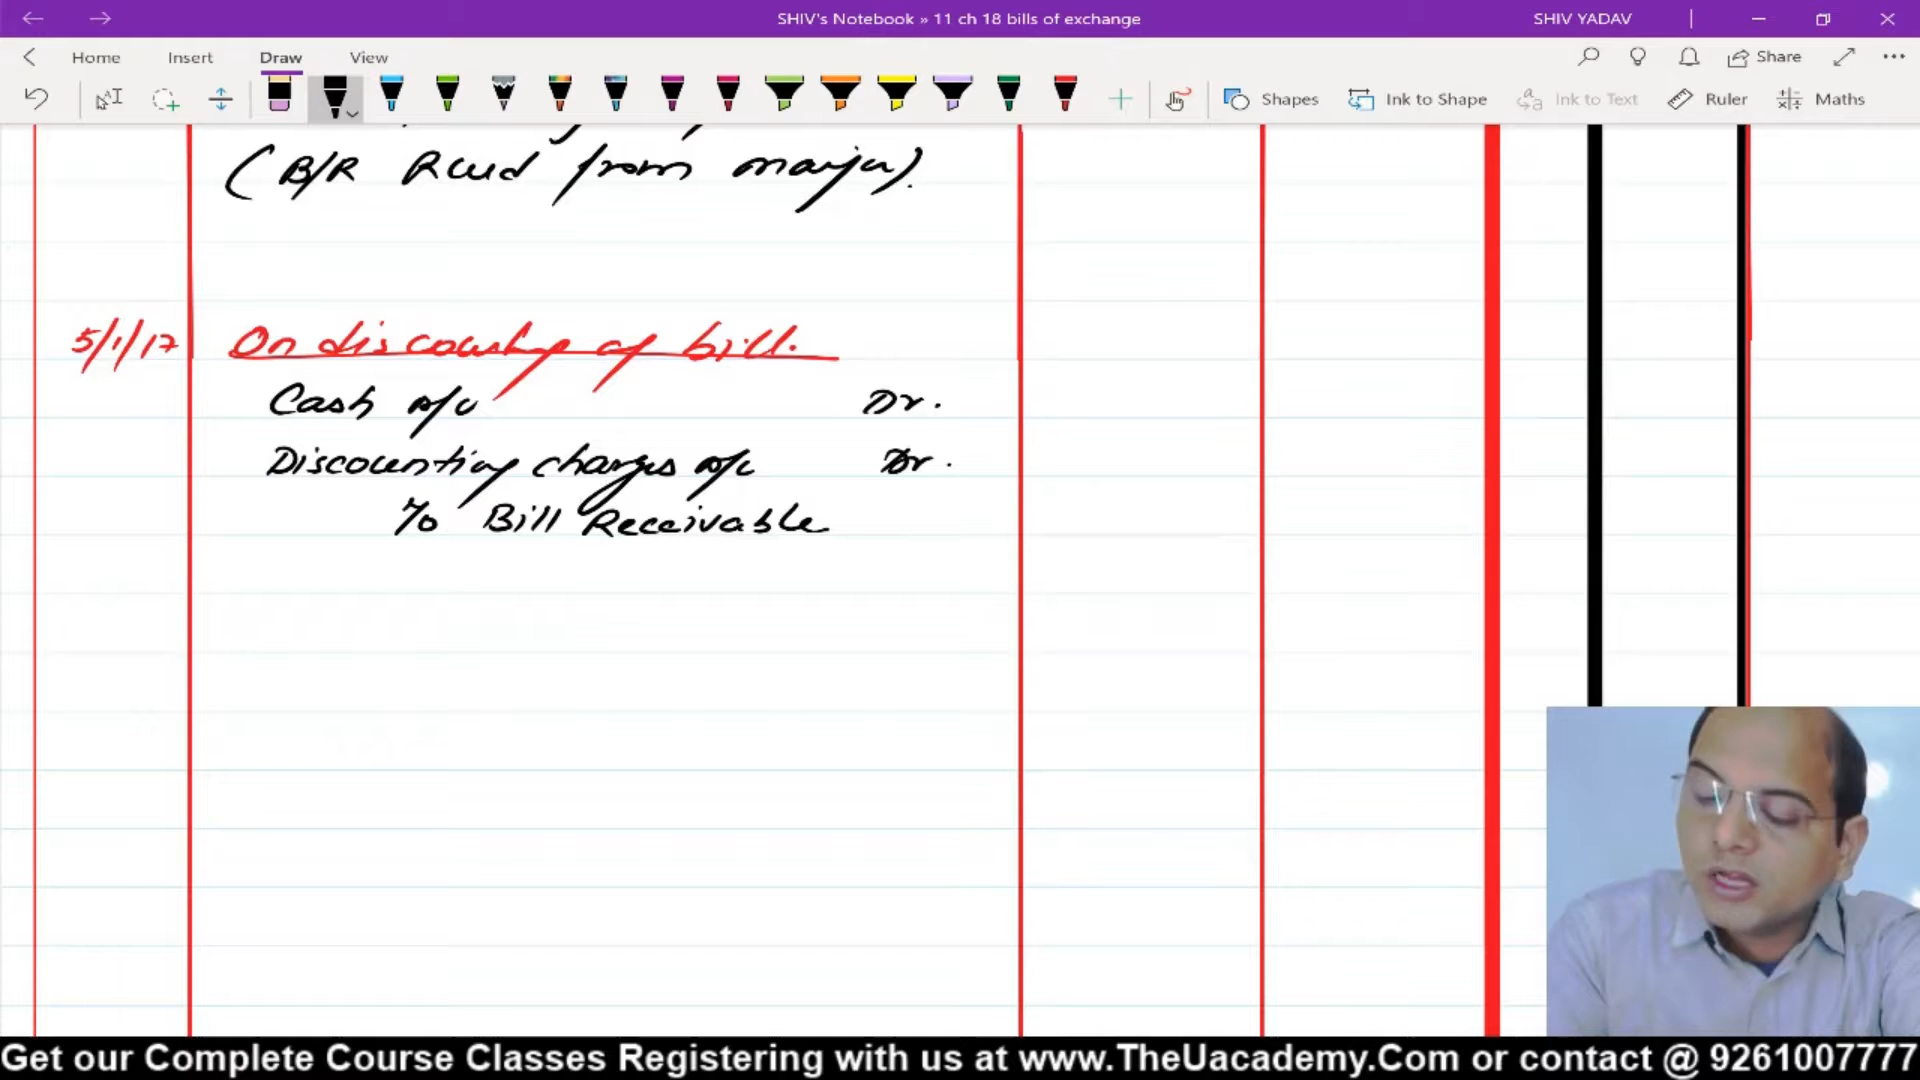 SHIV's Notebook » 11 ch 18 bills of exchange
SHIV YADAV
Home Insert Draw View
Share
Shapes Ink to Shape Ink to Text Ruler Maths
(B/R Rcvd from major).
5/1/17 On discounting of bill.
Cash A/c Dr.
Discounting charges A/c Dr.
To Bill Receivable
Get our Complete Course Classes Registering with us at www.TheUacademy.Com or contact @ 9261007777